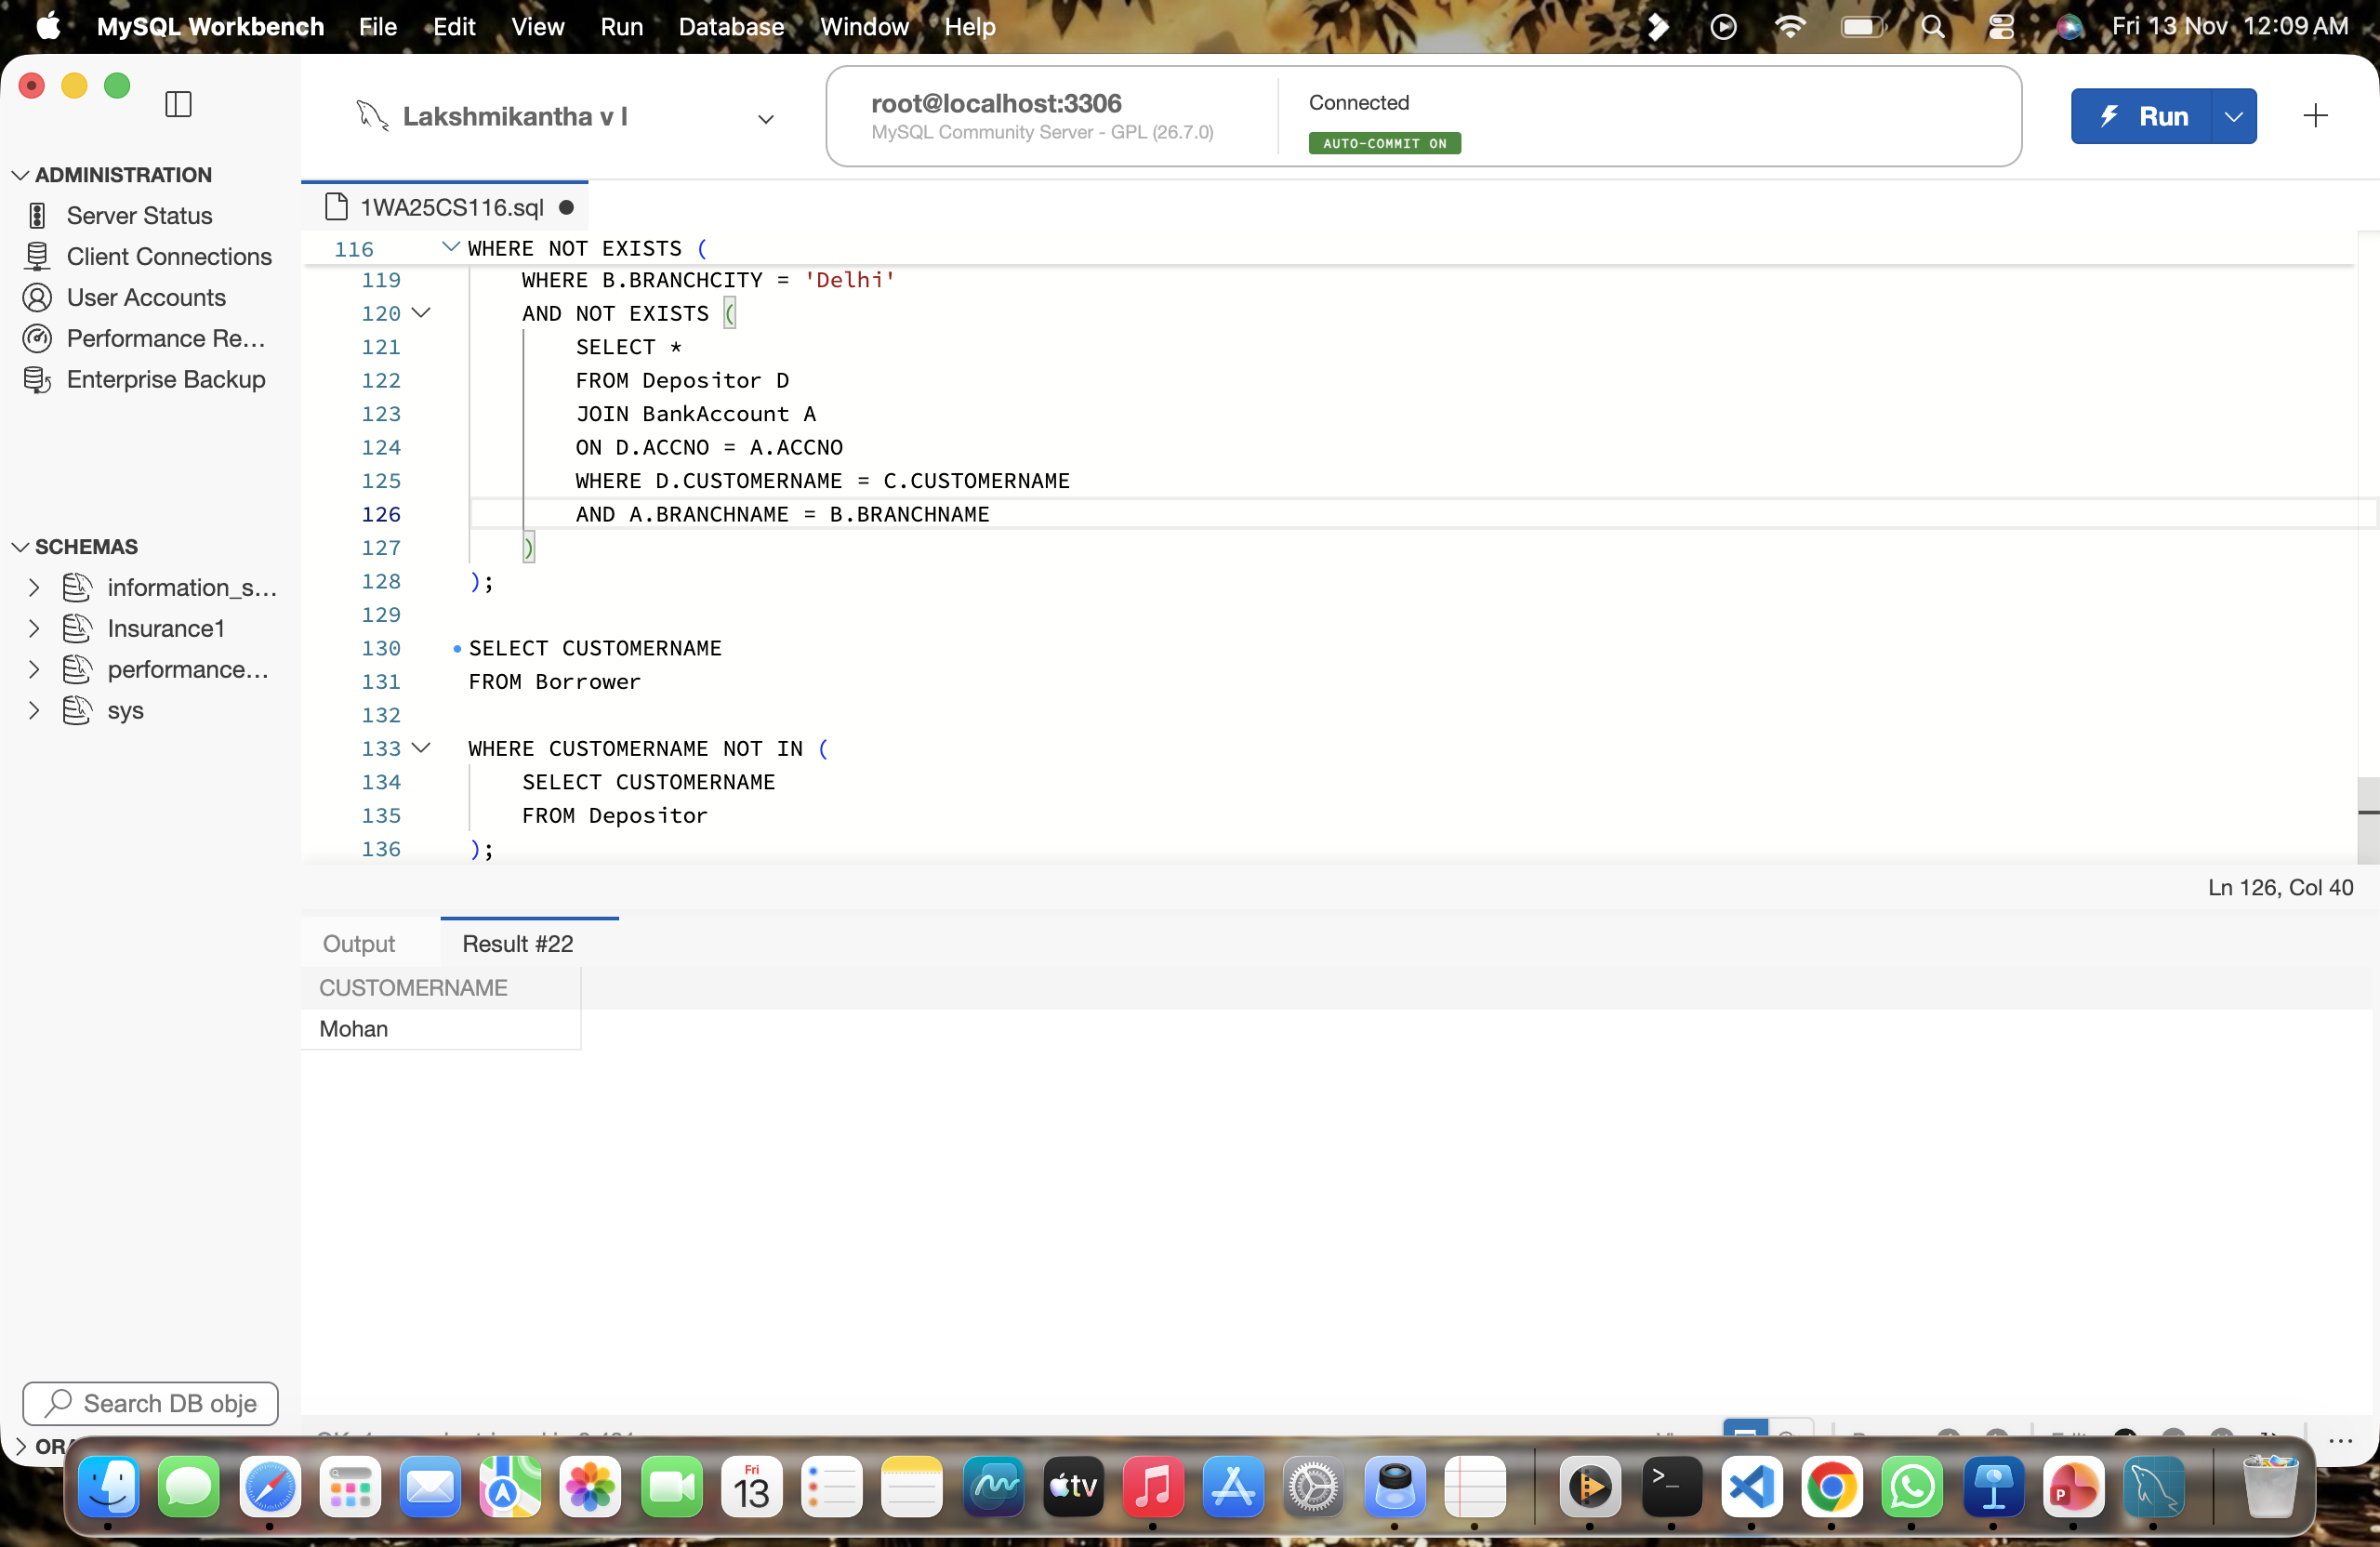 MySQL Workbench File Edit View Run Database Window Help Fri 13 Nov 12:09 AM
Lakshmikantha v l
root@localhost:3306
MySQL Community Server - GPL (26.7.0)
Connected
AUTO-COMMIT ON
Run
ADMINISTRATION
Server Status
Client Connections
User Accounts
Performance Re...
Enterprise Backup
SCHEMAS
information_s...
Insurance1
performance...
sys
Search DB obje
1WA25CS116.sql
116 WHERE NOT EXISTS (
119 WHERE B.BRANCHCITY = 'Delhi'
120 AND NOT EXISTS (
121 SELECT *
122 FROM Depositor D
123 JOIN BankAccount A
124 ON D.ACCNO = A.ACCNO
125 WHERE D.CUSTOMERNAME = C.CUSTOMERNAME
126 AND A.BRANCHNAME = B.BRANCHNAME
127 )
128 );
129
130 SELECT CUSTOMERNAME
131 FROM Borrower
132
133 WHERE CUSTOMERNAME NOT IN (
134 SELECT CUSTOMERNAME
135 FROM Depositor
136 );
Ln 126, Col 40
Output Result #22
CUSTOMERNAME
Mohan
Fri
13
tv
P